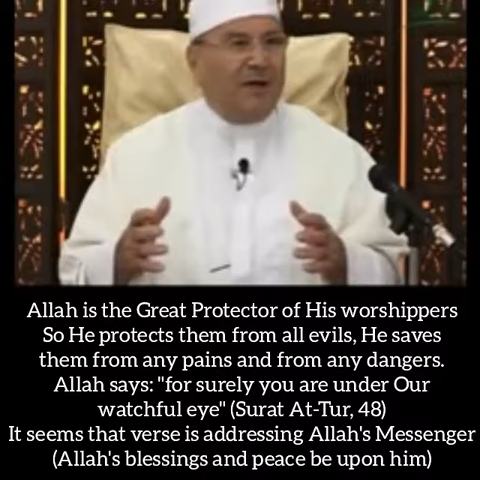 Allah is the Great Protector of His worshippers
So He protects them from all evils, He saves
them from any pains and from any dangers.
Allah says: "for surely you are under Our
watchful eye" (Surat At-Tur, 48)
It seems that verse is addressing Allah's Messenger
(Allah's blessings and peace be upon him)